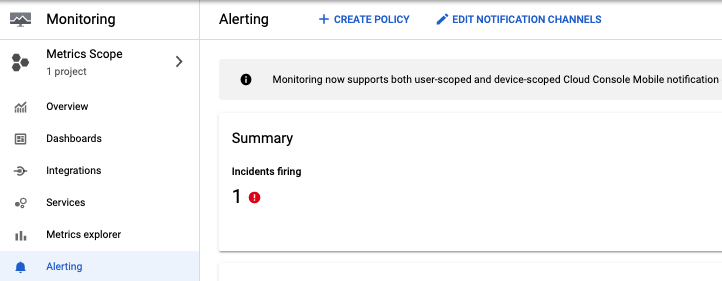 Monitoring
Alerting
CREATE POLICY
EDIT NOTIFICATION CHANNELS
Metrics Scope
1 project
Overview
Dashboards
Integrations
Services
Metrics explorer
Alerting
Monitoring now supports both user-scoped and device-scoped Cloud Console Mobile notification
Summary
Incidents firing
1